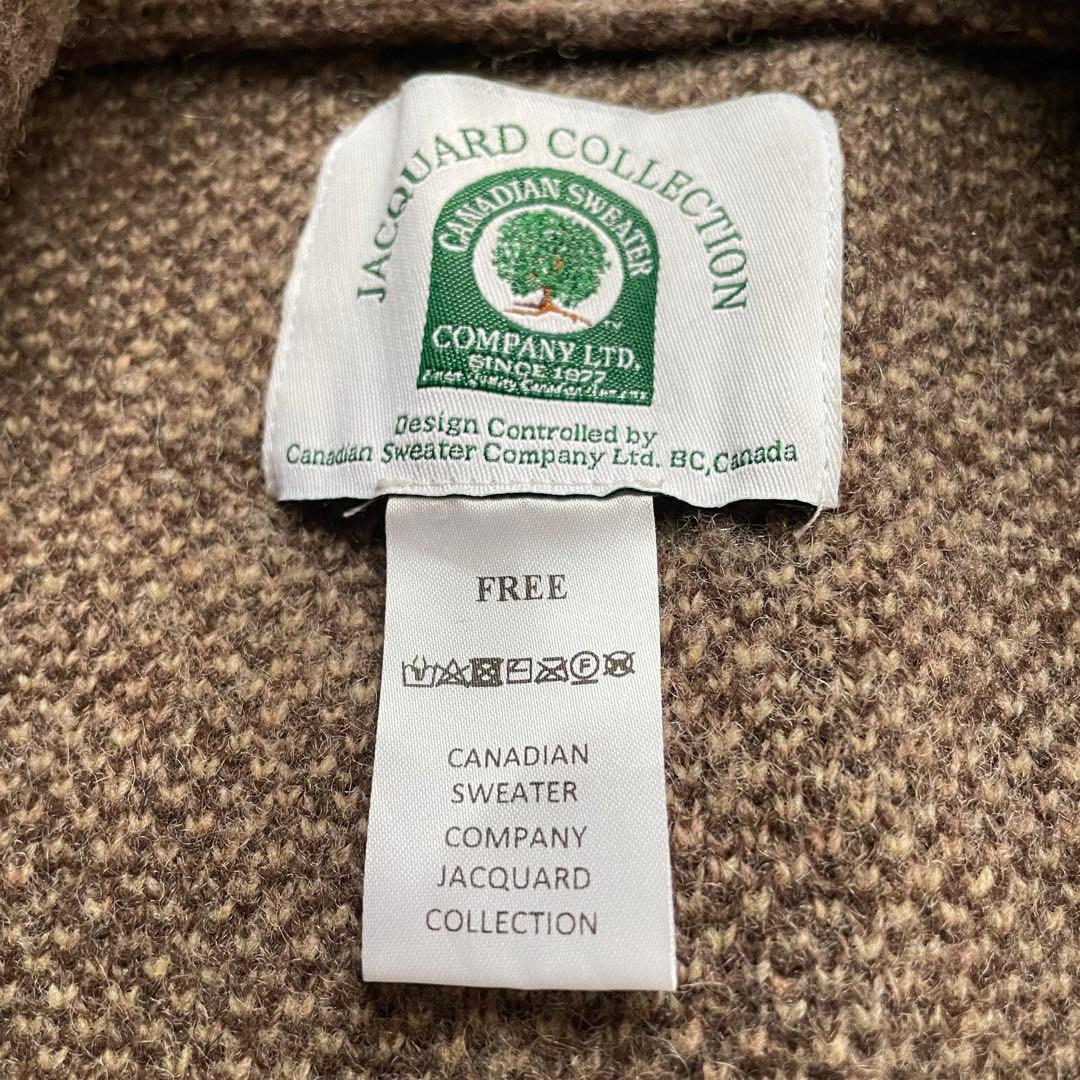 JACQUARD COLLECTION
CANADIAN SWEATER
TM
COMPANY LTD.
SINCE 1977
Design Controlled by
Canadian Sweater Company Ltd. BC, Canada
FREE
F
W
CANADIAN
SWEATER
COMPANY
JACQUARD
COLLECTION